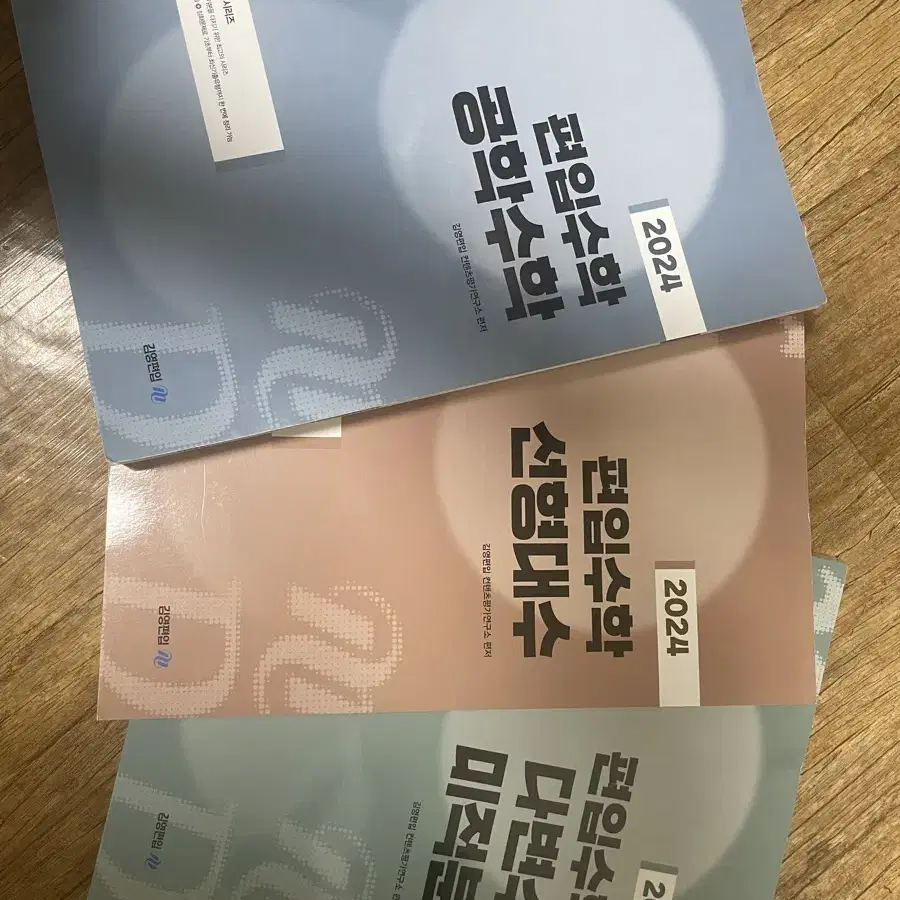 시리즈
2024
편입수학
공학수학
김영편입 컨텐츠평가연구소 편저
김영편입
2024
편입수학
선형대수
김영편입 컨텐츠평가연구소 편저
김영편입
편입수학
다변수
미적분
김영편입 컨텐츠평가연구소 편저
김영편입